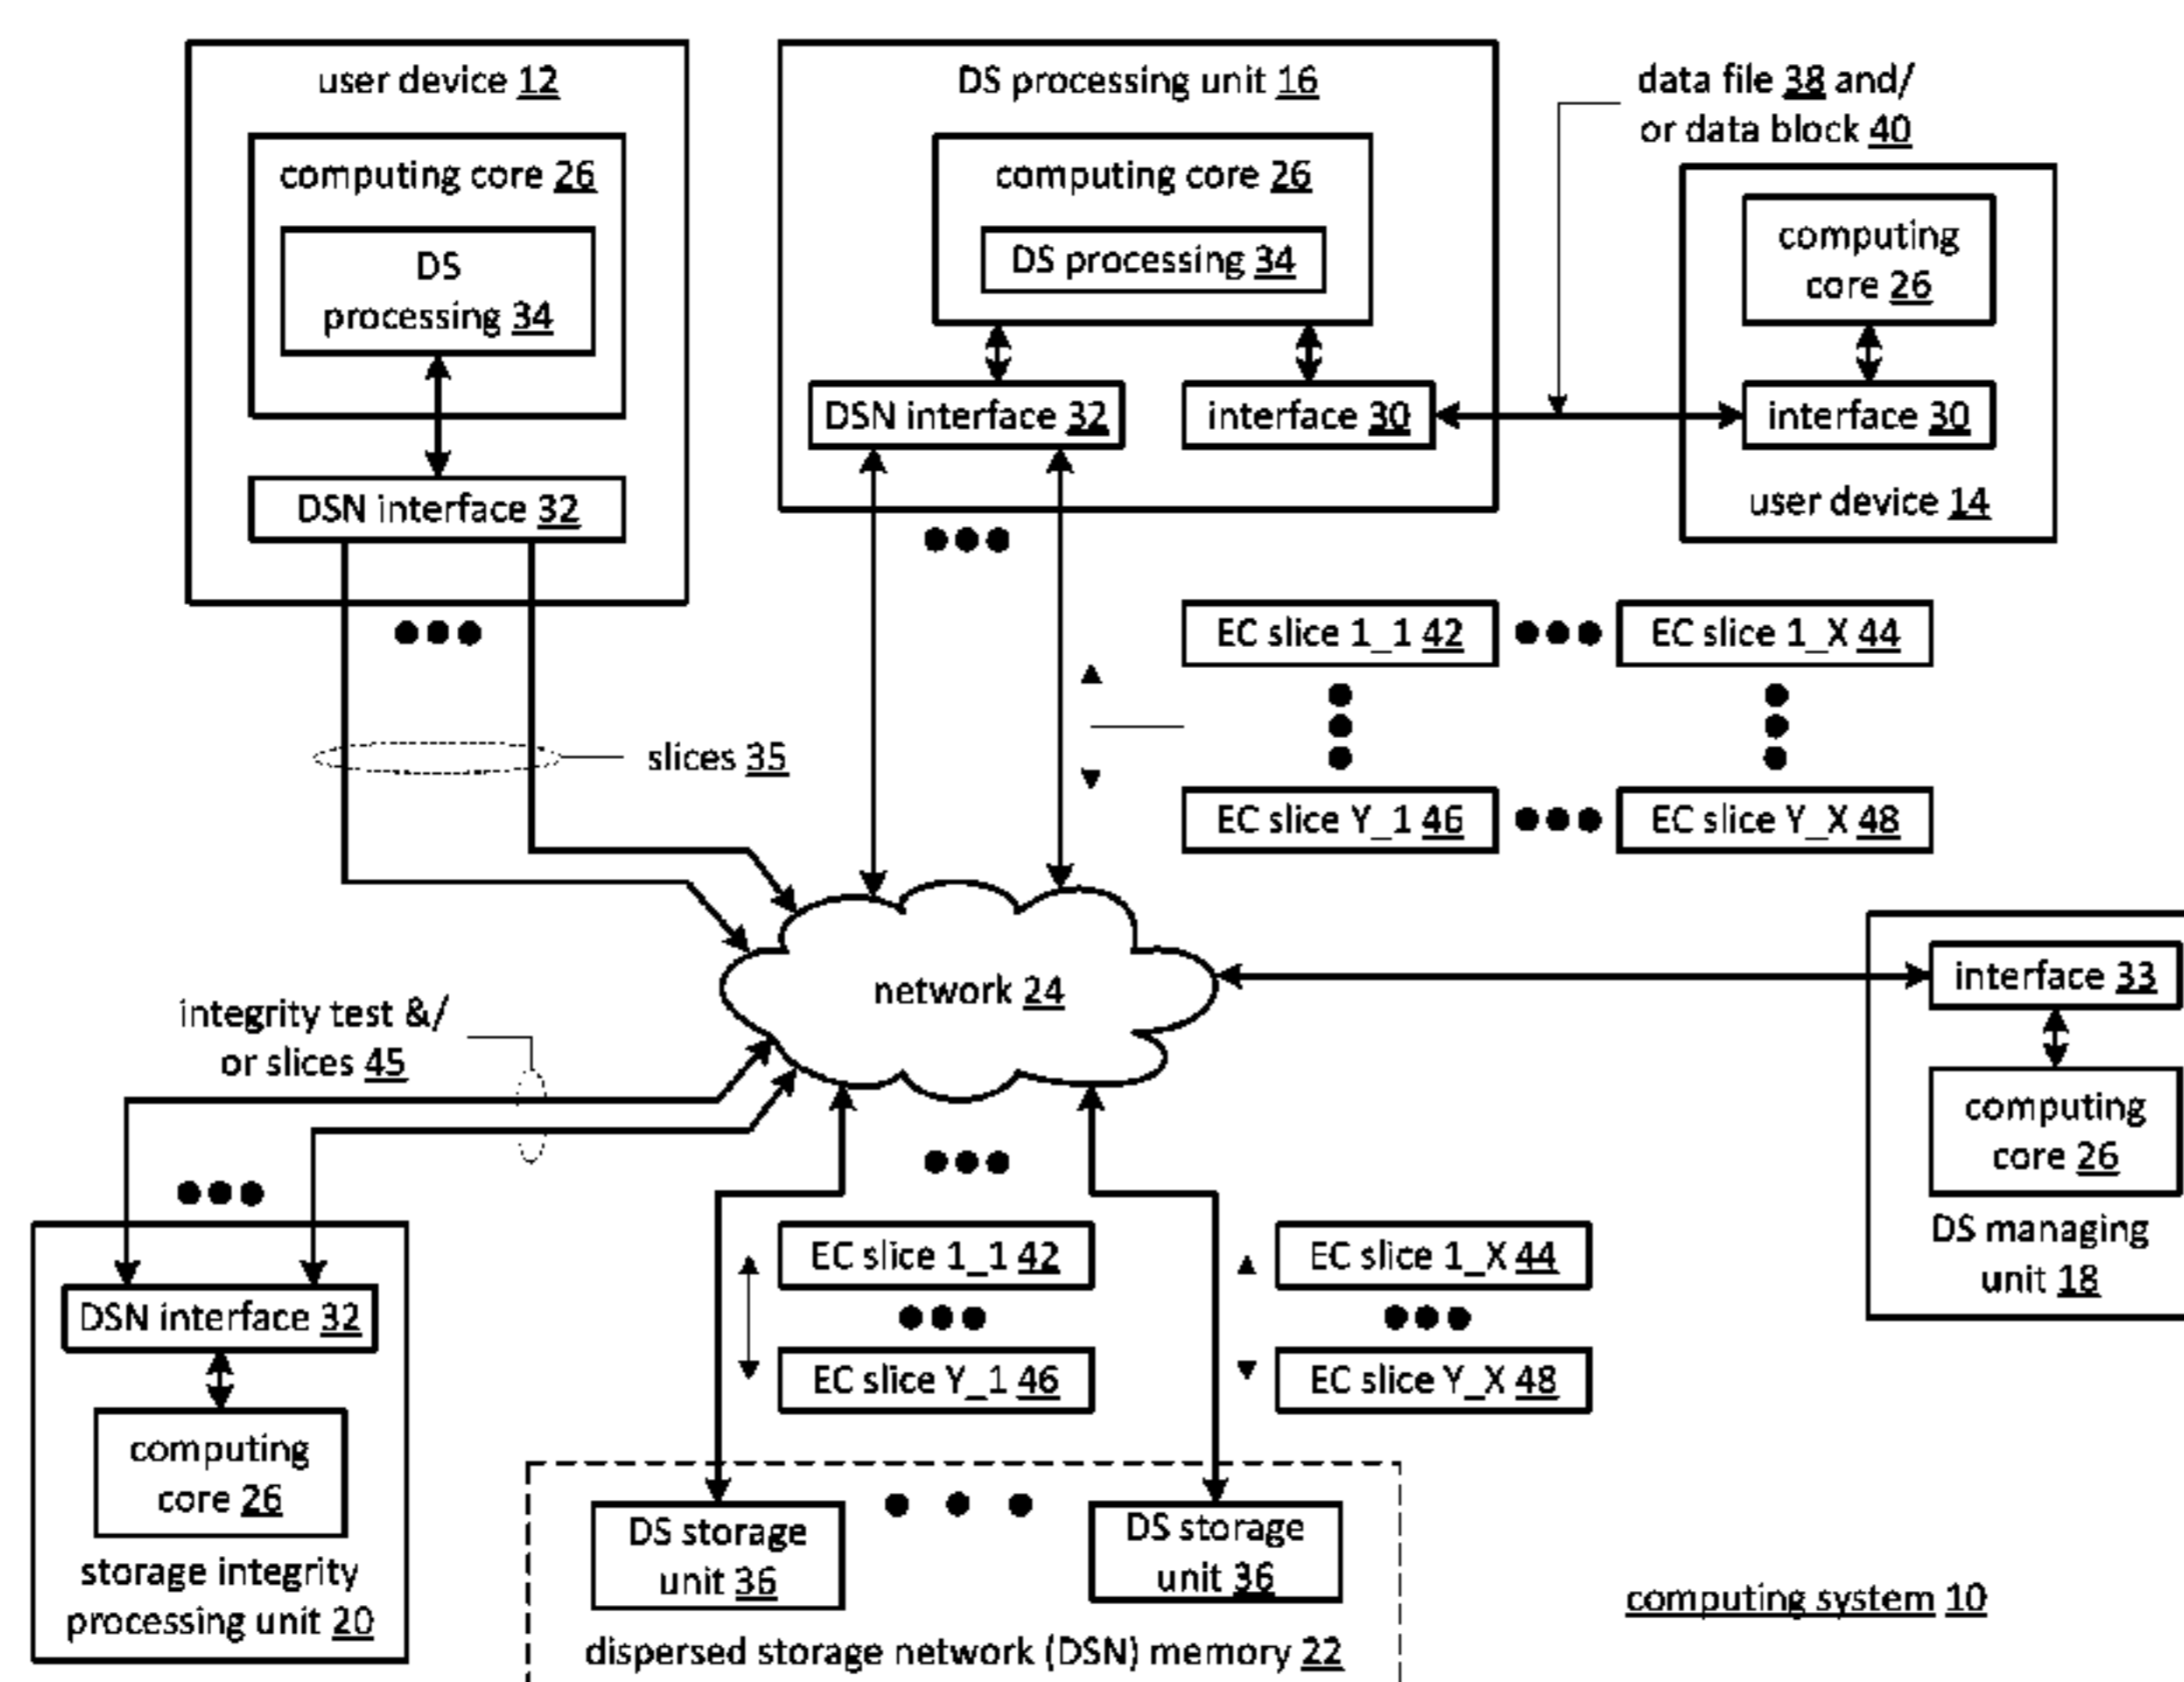 user device 12
computing core 26
DS
processing 34
DSN interface 32
DS processing unit 16
computing core 26
DS processing 34
DSN interface 32
interface 30
data file 38 and/
or data block 40
computing
core 26
interface 30
user device 14
EC slice 1_1 42
EC slice 1_X 44
EC slice Y_1 46
EC slice Y_X 48
slices 35
network 24
interface 33
computing
core 26
DS managing
unit 18
integrity test &/
or slices 45
DSN interface 32
computing
core 26
storage integrity
processing unit 20
EC slice 1_1 42
EC slice Y_1 46
EC slice 1_X 44
EC slice Y_X 48
DS storage
unit 36
DS storage
unit 36
dispersed storage network (DSN) memory 22
computing system 10